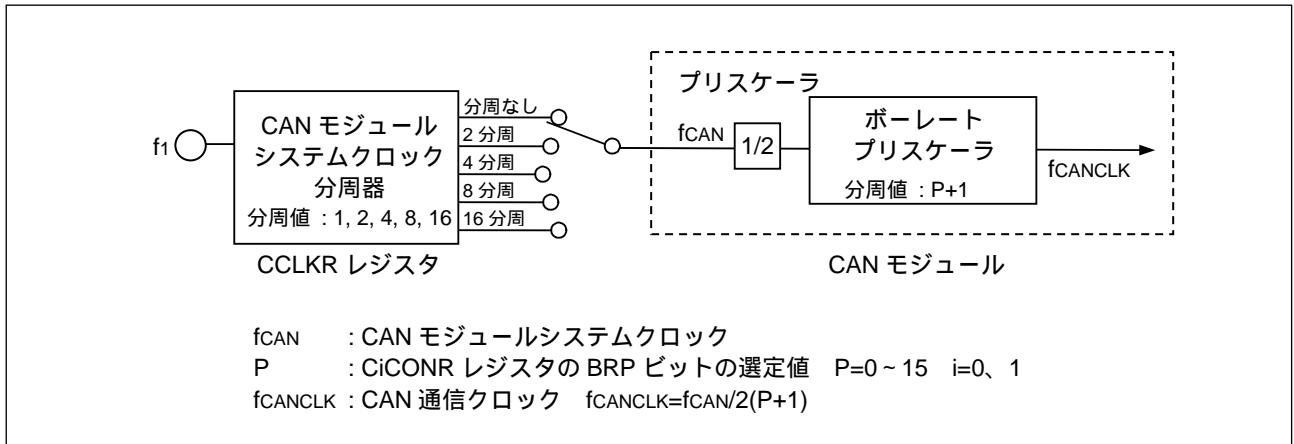 プリスケーラ
f1
CAN モジュール
システムクロック
分周器
分周値 : 1, 2, 4, 8, 16
分周なし
2 分周
4 分周
8 分周
16 分周
fCAN
1/2
ボーレート
プリスケーラ
分周値 : P+1
fCANCLK
CCLKR レジスタ
CAN モジュール
fCAN : CAN モジュールシステムクロック
P : CiCONR レジスタの BRP ビットの選定値 P=0 ~ 15 i=0、1
fCANCLK : CAN 通信クロック fCANCLK=fCAN/2(P+1)